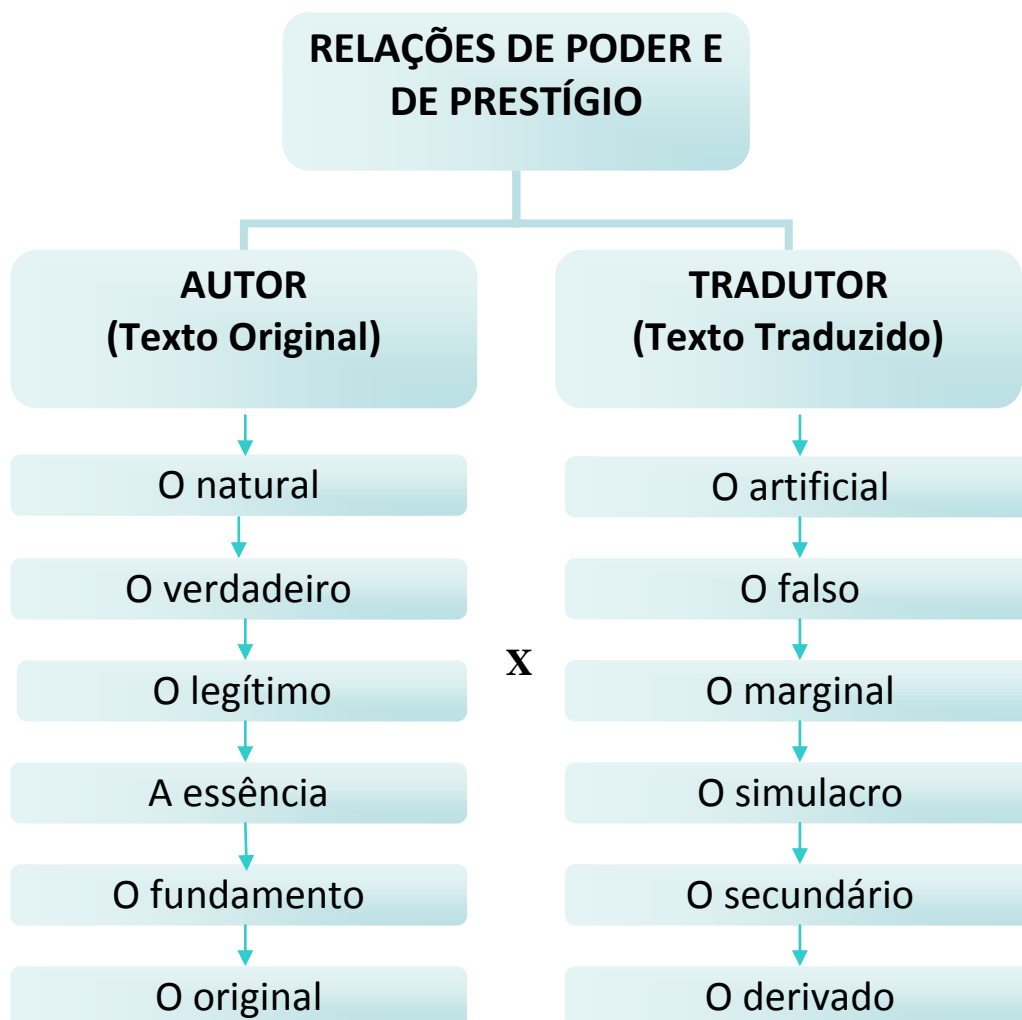 RELAÇÕES DE PODER E
DE PRESTÍGIO
AUTOR
(Texto Original)
O natural
O verdadeiro
O legítimo
A essência
O fundamento
O original
X
TRADUTOR
(Texto Traduzido)
O artificial
O falso
O marginal
O simulacro
O secundário
O derivado